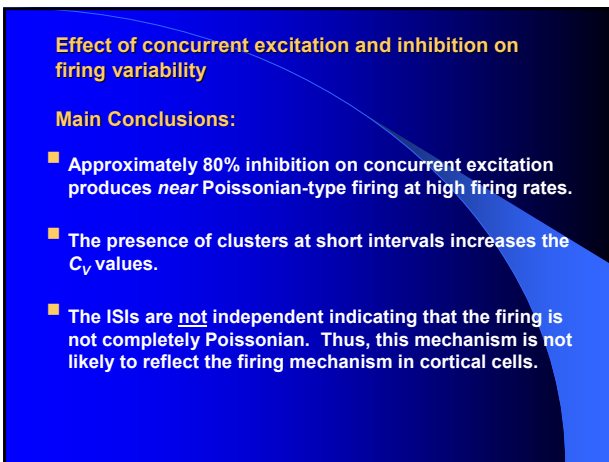 Effect of concurrent excitation and inhibition on
firing variability
Main Conclusions:
Approximately 80% inhibition on concurrent excitation
produces near Poissonian-type firing at high firing rates.
The presence of clusters at short intervals increases the
CV values.
The ISIs are not independent indicating that the firing is
not completely Poissonian. Thus, this mechanism is not
likely to reflect the firing mechanism in cortical cells.